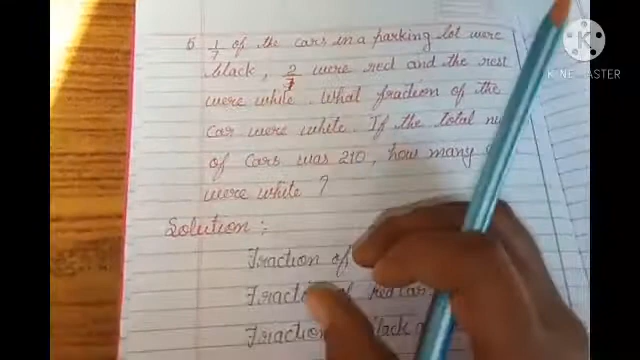 5 1/7 of the cars in a parking lot were
black, 2/7 were red and the rest
were white. What fraction of the
car were white. If the total
of cars was 210, how many
were white ?
Solution :
Fraction of
Fraction of red car
Fraction black
KINEMASTER